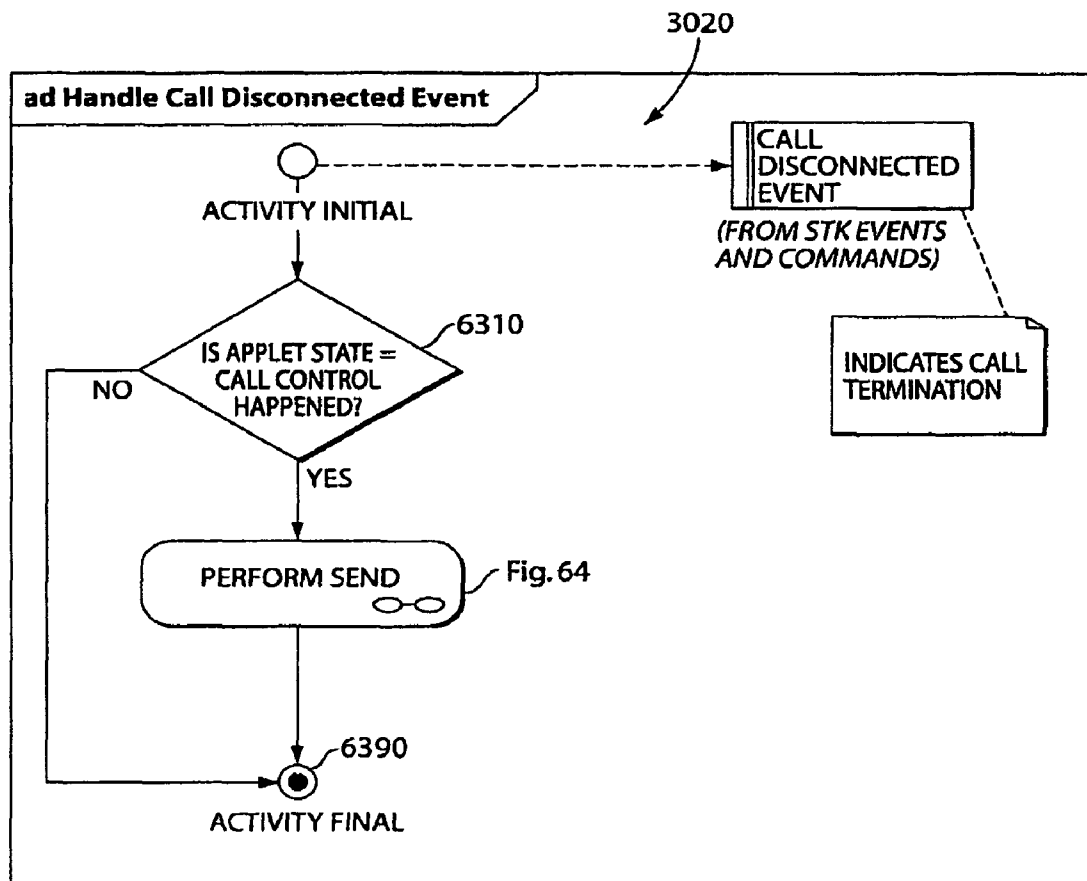 3020
ad Handle Call Disconnected Event
CALL
DISCONNECTED
EVENT
(FROM STK EVENTS
AND COMMANDS)
ACTIVITY INITIAL
6310
IS APPLET STATE =
CALL CONTROL
HAPPENED?
NO
YES
INDICATES CALL
TERMINATION
PERFORM SEND
Fig. 64
6390
ACTIVITY FINAL